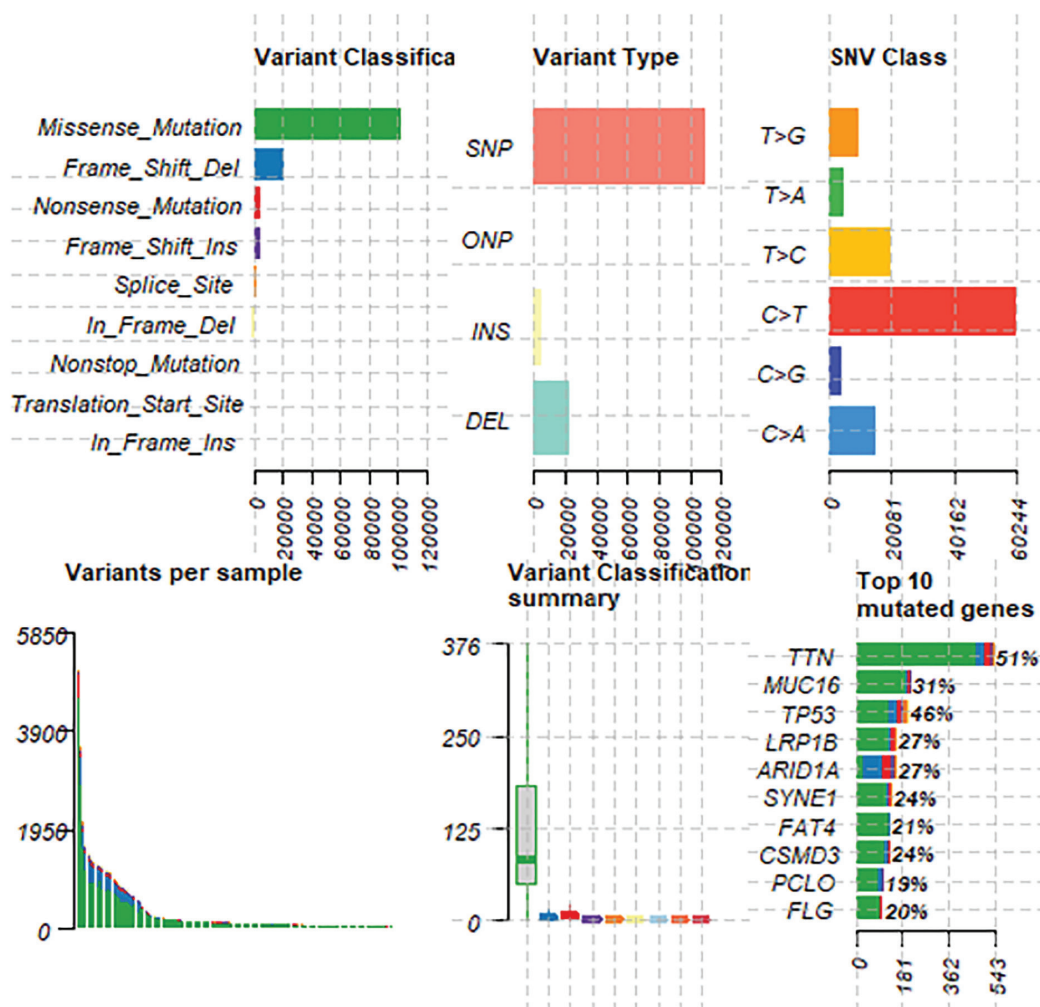 Variant Classifica
Missense_Mutation
Frame_Shift_Del
Nonsense_Mutation
Frame_Shift_Ins
Splice_Site
In_Frame_Del
Nonstop_Mutation
Translation_Start_Site
In_Frame_Ins
0
20000
40000
60000
80000
100000
120000
Variant Type
SNP
ONP
INS
DEL
0
20000
40000
60000
80000
100000
120000
SNV Class
T>G
T>A
T>C
C>T
C>G
C>A
0
20081
40162
60244
Variants per sample
5850
3900
1950
0
Variant Classification
summary
376
250
125
0
Top 10
mutated genes
TTN 51%
MUC16 31%
TP53 46%
LRP1B 27%
ARID1A 27%
SYNE1 24%
FAT4 21%
CSMD3 24%
PCLO 19%
FLG 20%
0
181
362
543